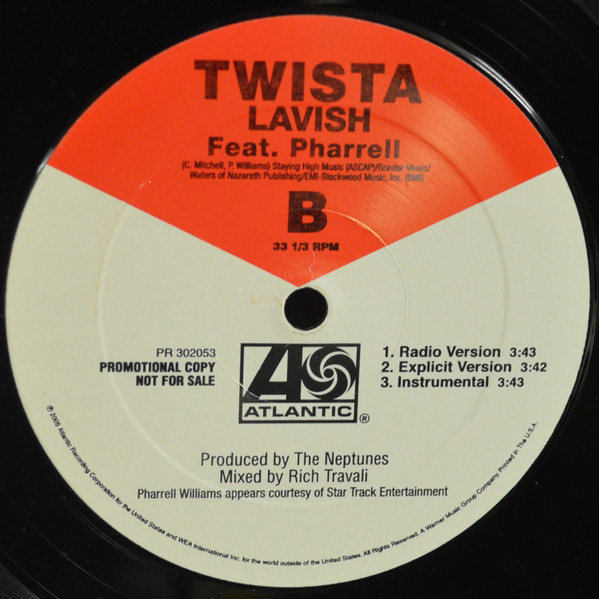 TWISTA
LAVISH
Feat. Pharrell
(C. Mitchell, P. Williams) Staying High Music (ASCAP)/Rondor Music/
Waters of Nazareth Publishing/EMI-Blackwood Music, Inc. (BMI)
B
33 1/3 RPM
PR 302053
PROMOTIONAL COPY
NOT FOR SALE
ATLANTIC®
1. Radio Version 3:43
2. Explicit Version 3:42
3. Instrumental 3:43
Produced by The Neptunes
Mixed by Rich Travali
Pharrell Williams appears courtesy of Star Track Entertainment
℗ 2005 Atlantic Recording Corporation for the United States and WEA International Inc. for the world outside of the United States. All Rights Reserved. A Warner Music Group Company. Printed in The U.S.A.